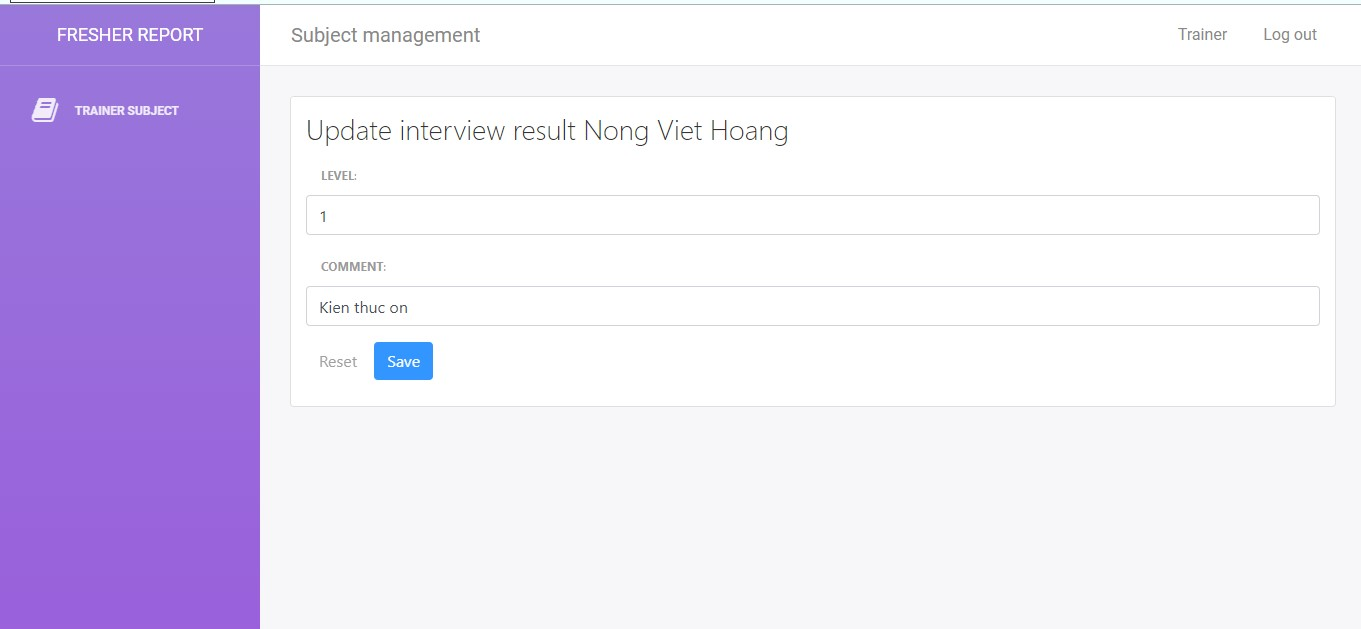 FRESHER REPORT
Subject management
Trainer
Log out
TRAINER SUBJECT
Update interview result Nong Viet Hoang
LEVEL:
1
COMMENT:
Kien thuc on
Reset
Save